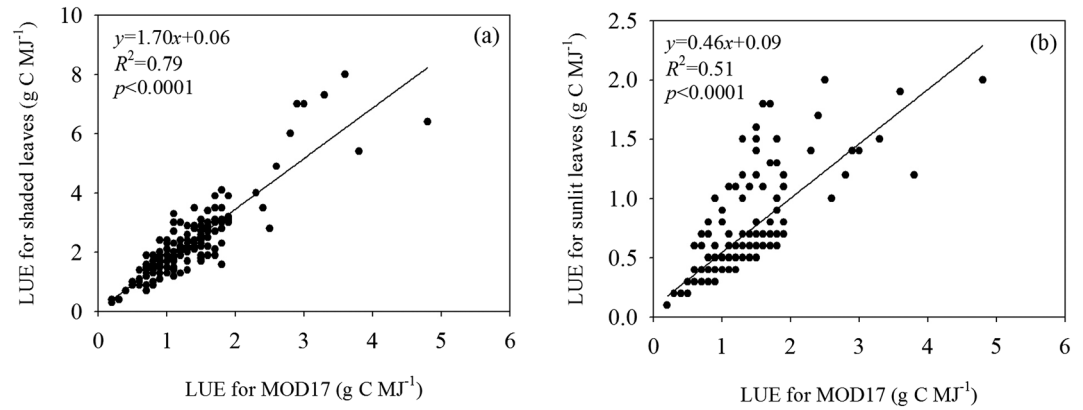 (a)
y=1.70x+0.06
R²=0.79
p<0.0001
LUE for shaded leaves (g C MJ⁻¹)
10
8
6
4
2
0
0 1 2 3 4 5 6
LUE for MOD17 (g C MJ⁻¹)
(b)
y=0.46x+0.09
R²=0.51
p<0.0001
LUE for sunlit leaves (g C MJ⁻¹)
2.5
2.0
1.5
1.0
0.5
0.0
0 1 2 3 4 5 6
LUE for MOD17 (g C MJ⁻¹)